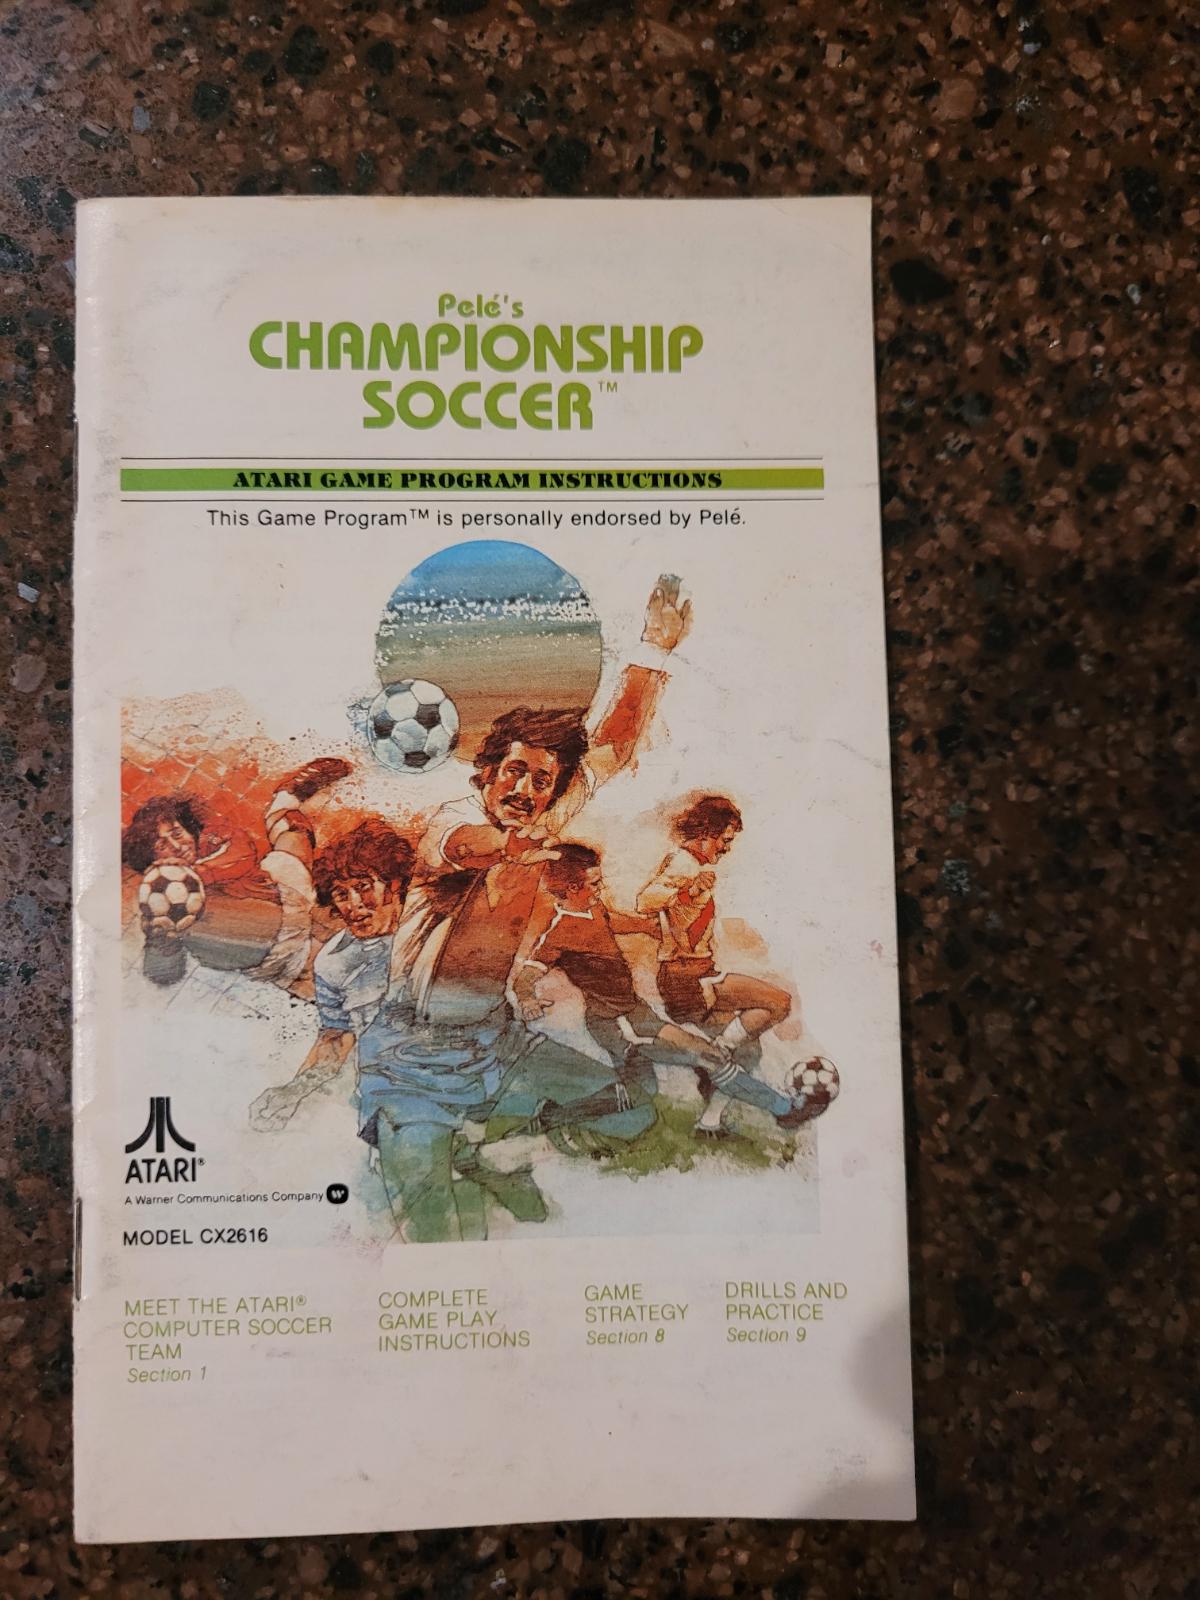 Pelé's
CHAMPIONSHIP
SOCCER™
ATARI GAME PROGRAM INSTRUCTIONS
This Game Program™ is personally endorsed by Pelé.
ATARI®
A Warner Communications Company W
MODEL CX2616
MEET THE ATARI®
COMPUTER SOCCER
TEAM
Section 1
COMPLETE
GAME PLAY
INSTRUCTIONS
GAME
STRATEGY
Section 8
DRILLS AND
PRACTICE
Section 9